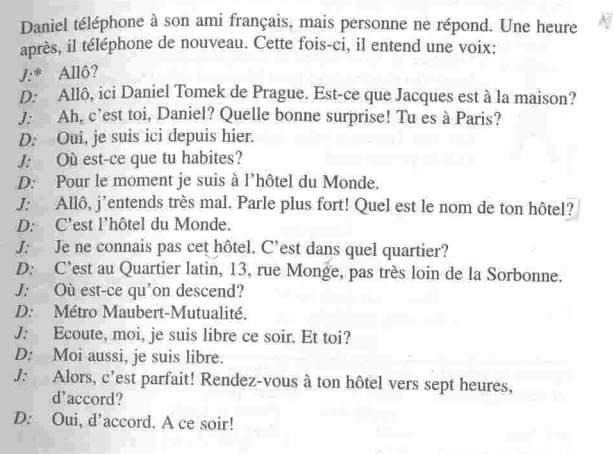 Daniel téléphone à son ami français, mais personne ne répond. Une heure
après, il téléphone de nouveau. Cette fois-ci, il entend une voix:
J:* Allô?
D: Allô, ici Daniel Tomek de Prague. Est-ce que Jacques est à la maison?
J: Ah, c'est toi, Daniel? Quelle bonne surprise! Tu es à Paris?
D: Oui, je suis ici depuis hier.
J: Où est-ce que tu habites?
D: Pour le moment je suis à l'hôtel du Monde.
J: Allô, j'entends très mal. Parle plus fort! Quel est le nom de ton hôtel?
D: C'est l'hôtel du Monde.
J: Je ne connais pas cet hôtel. C'est dans quel quartier?
D: C'est au Quartier latin, 13, rue Monge, pas très loin de la Sorbonne.
J: Où est-ce qu'on descend?
D: Métro Maubert-Mutualité.
J: Ecoute, moi, je suis libre ce soir. Et toi?
D: Moi aussi, je suis libre.
J: Alors, c'est parfait! Rendez-vous à ton hôtel vers sept heures,
d'accord?
D: Oui, d'accord. A ce soir!